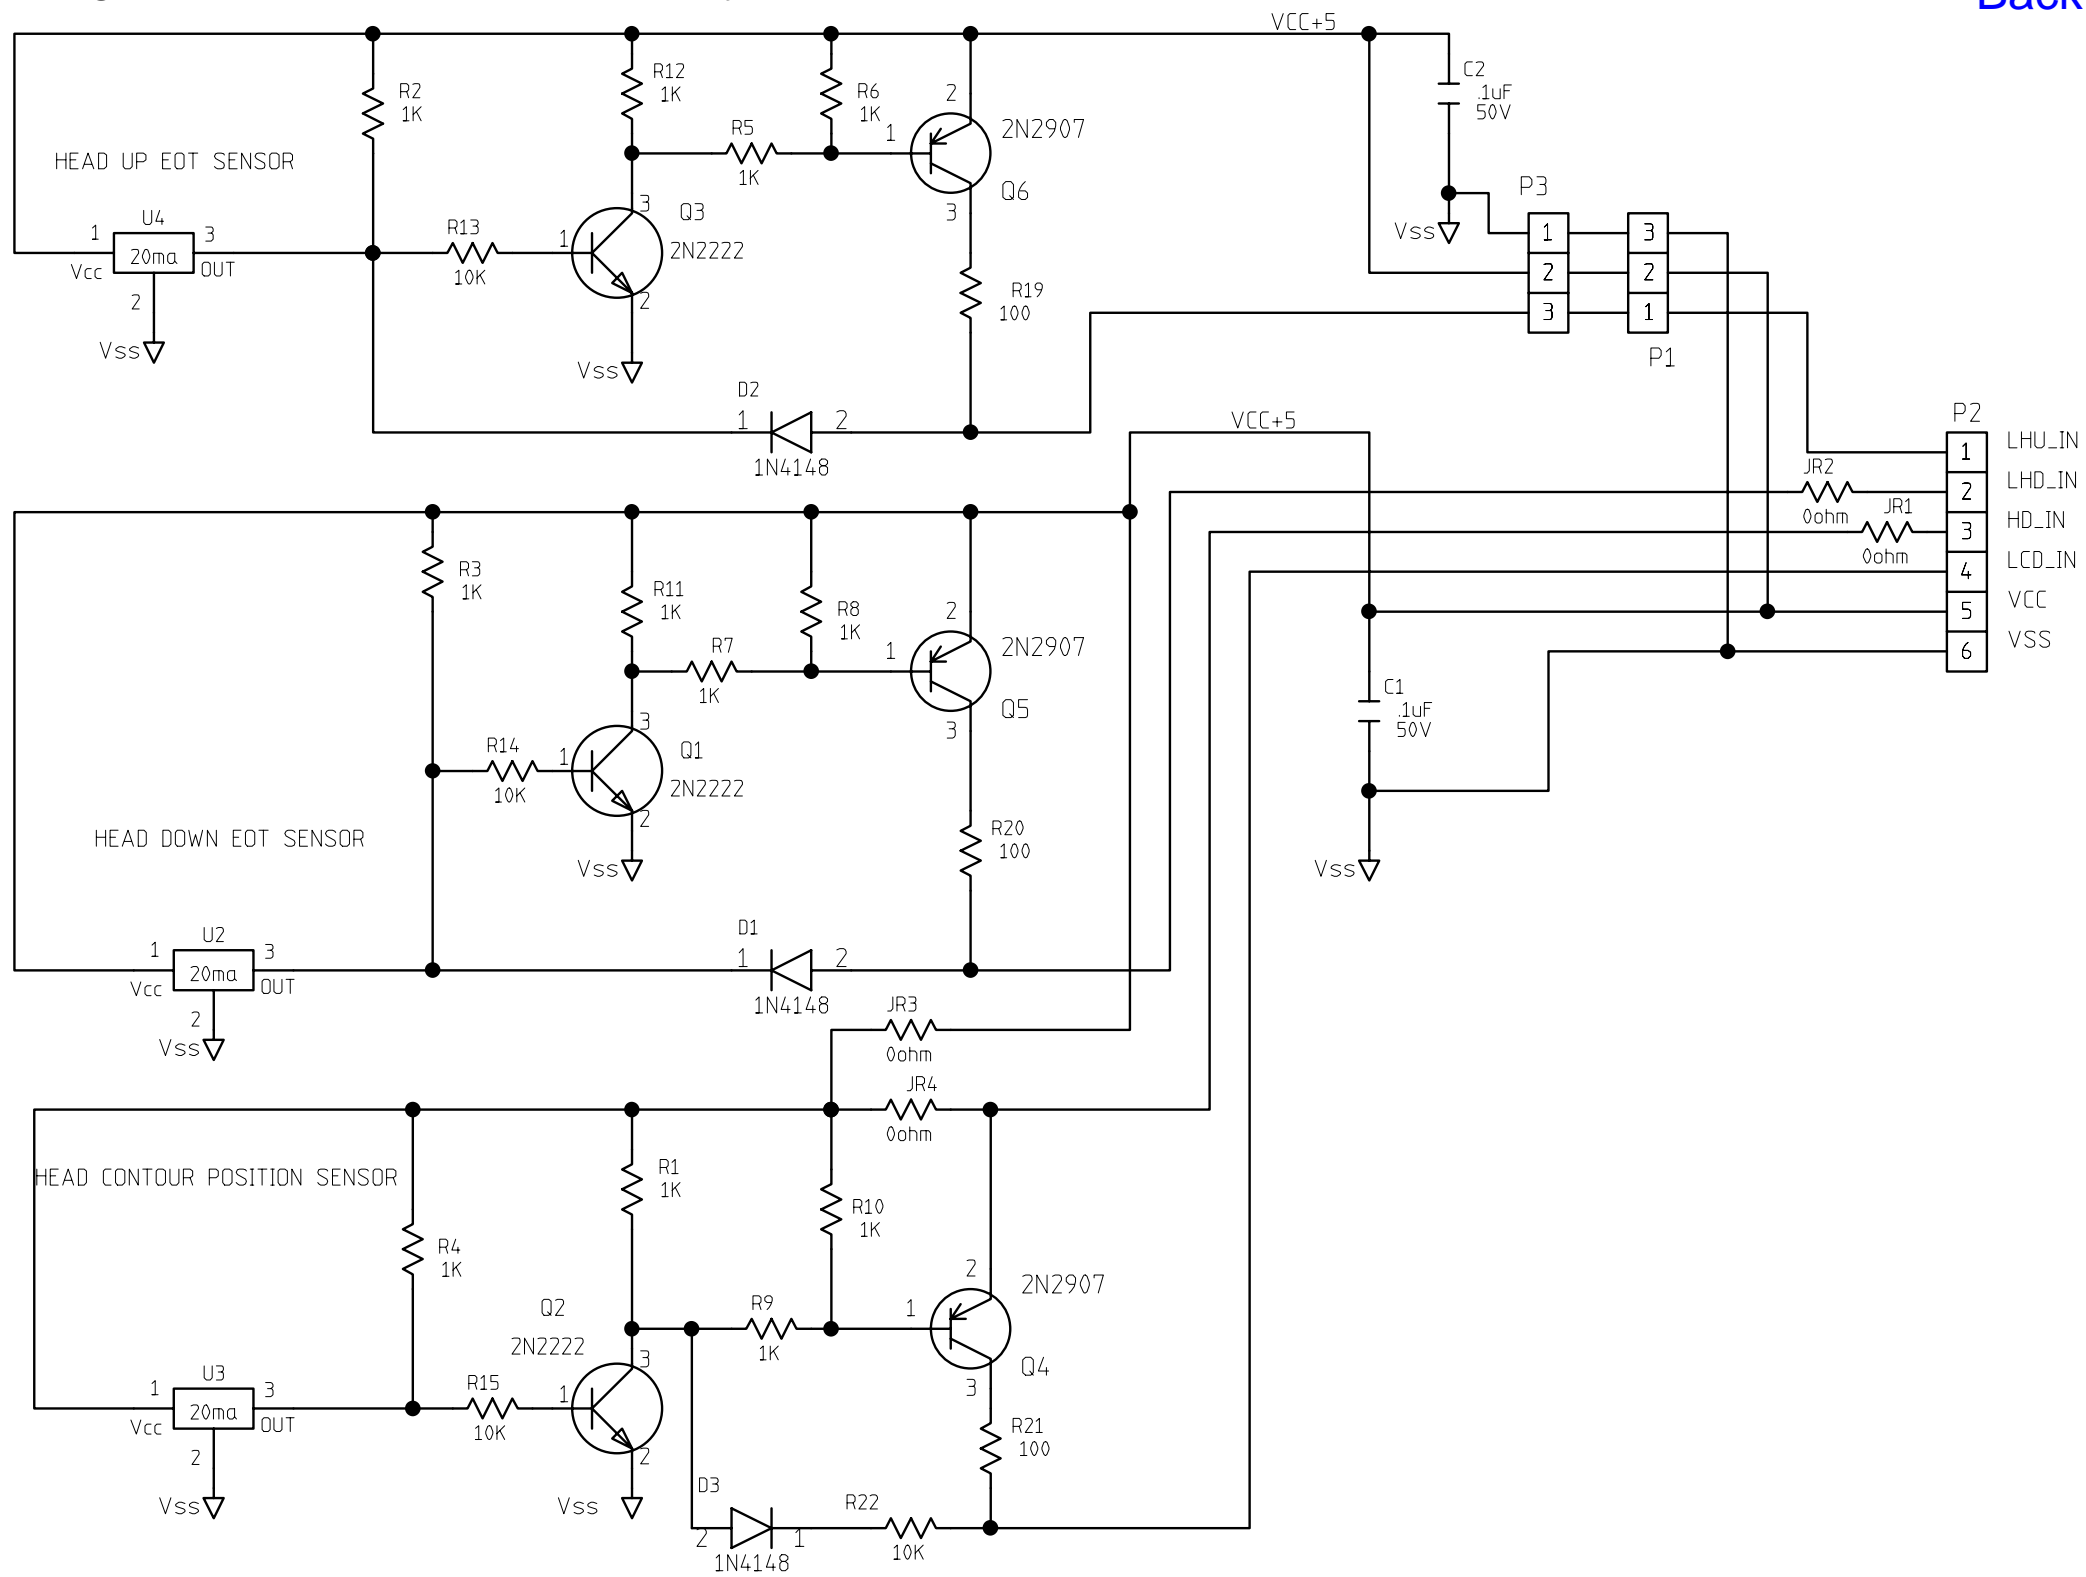 Back
VCC+5
C2
.1uF
50V
R2
1K
R12
1K
R6
1K
R5
1K
2
1
3
2N2907
Q6
HEAD UP EOT SENSOR
U4
1
20ma
3
Vcc
OUT
2
Vss
R13
10K
1
3
2
Q3
2N2222
Vss
R19
100
D2
1
2
1N4148
Vss
P3
1
2
3
3
2
1
P1
VCC+5
P2
1
2
3
4
5
6
LHU_IN
LHD_IN
HD_IN
LCD_IN
VCC
VSS
JR2
0ohm
JR1
0ohm
R3
1K
R11
1K
R8
1K
R7
1K
2
1
3
2N2907
Q5
C1
.1uF
50V
Vss
R14
10K
1
3
2
Q1
2N2222
Vss
R20
100
HEAD DOWN EOT SENSOR
U2
1
20ma
3
Vcc
OUT
2
Vss
D1
1
2
1N4148
JR3
0ohm
JR4
0ohm
HEAD CONTOUR POSITION SENSOR
R1
1K
R10
1K
R4
1K
R9
1K
2
1
3
2N2907
Q4
Q2
2N2222
1
3
2
Vss
U3
1
20ma
3
Vcc
OUT
2
Vss
R15
10K
R21
100
D3
2
1
1N4148
R22
10K